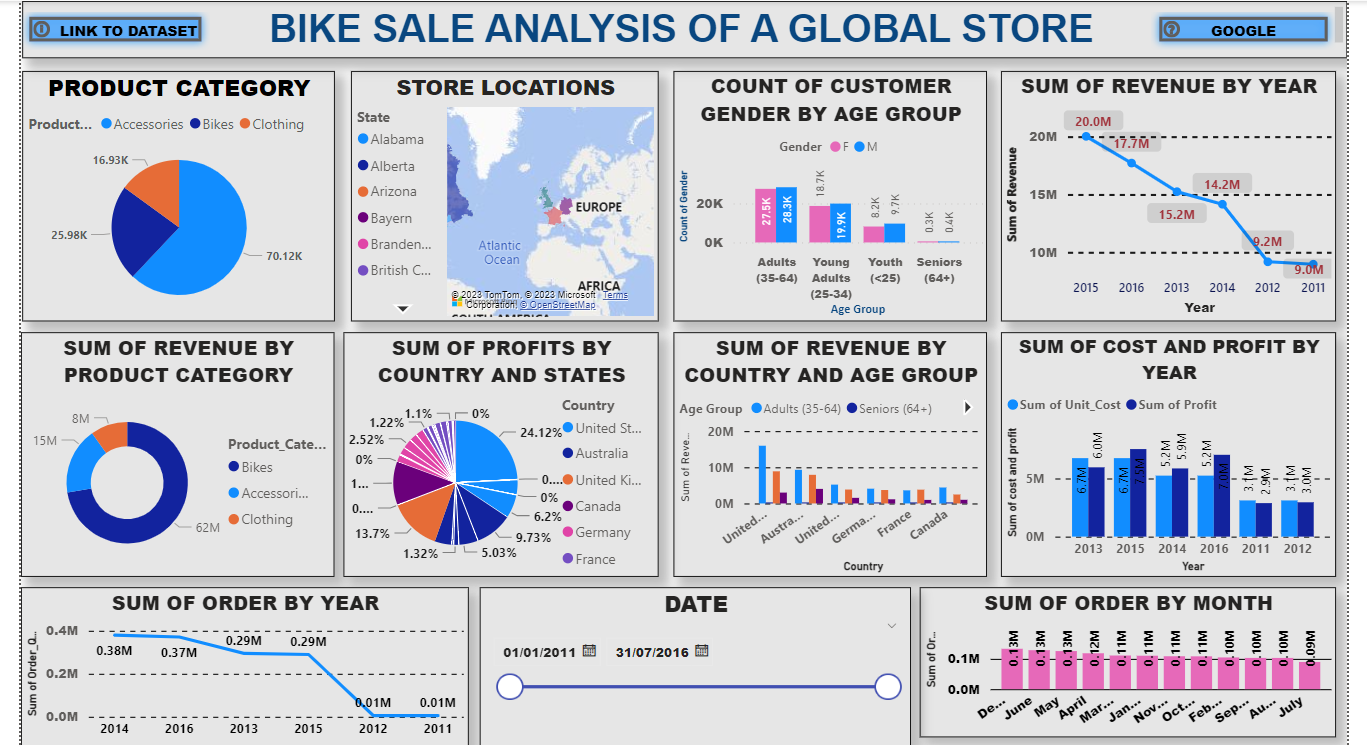 LINK TO DATASET
BIKE SALE ANALYSIS OF A GLOBAL STORE
GOOGLE
PRODUCT CATEGORY
Product... Accessories Bikes Clothing
16.93K
25.98K
70.12K
STORE LOCATIONS
State
Alabama
Alberta
Arizona
Bayern
Branden...
British C...
EUROPE
Atlantic
Ocean
AFRICA
© 2023 TomTom, © 2023 Microsoft Terms
Corporation, © OpenStreetMap
SOUTH AMERICA
COUNT OF CUSTOMER
GENDER BY AGE GROUP
Gender F M
Count of Gender
20K
0K
27.5K
28.3K
18.7K
19.9K
8.2K
9.7K
0.3K
0.4K
Adults
(35-64)
Young
Adults
(25-34)
Youth
(<25)
Seniors
(64+)
Age Group
SUM OF REVENUE BY YEAR
Sum of Revenue
20M
15M
10M
20.0M
17.7M
15.2M
14.2M
9.2M
9.0M
2015 2016 2013 2014 2012 2011
Year
SUM OF REVENUE BY
PRODUCT CATEGORY
8M
15M
62M
Product_Cate...
Bikes
Accessori...
Clothing
SUM OF PROFITS BY
COUNTRY AND STATES
1.1%
0%
1.22%
2.52%
0%
1...
0....
13.7%
1.32%
5.03%
9.73%
6.2%
0%
0....
24.12%
Country
United St...
Australia
United Ki...
Canada
Germany
France
SUM OF REVENUE BY
COUNTRY AND AGE GROUP
Age Group Adults (35-64) Seniors (64+)
Sum of Reve...
20M
10M
0M
United... Austra... United... Germa... France Canada
Country
SUM OF COST AND PROFIT BY
YEAR
Sum of Unit_Cost Sum of Profit
Sum of cost and profit
5M
0M
6.7M
6.0M
6.7M
7.5M
5.2M
5.9M
5.2M
7.0M
3.1M
2.9M
3.1M
3.0M
2013 2015 2014 2016 2011 2012
Year
SUM OF ORDER BY YEAR
Sum of Order_Q...
0.4M
0.2M
0.0M
0.38M
0.37M
0.29M
0.29M
0.01M
0.01M
2014 2016 2013 2015 2012 2011
DATE
01/01/2011 31/07/2016
SUM OF ORDER BY MONTH
Sum of Or...
0.1M
0.0M
0.13M
0.13M
0.13M
0.12M
0.11M
0.11M
0.11M
0.11M
0.10M
0.10M
0.10M
0.09M
De... June May April Mar... Jan... Nov... Oct... Feb... Sep... Au... July